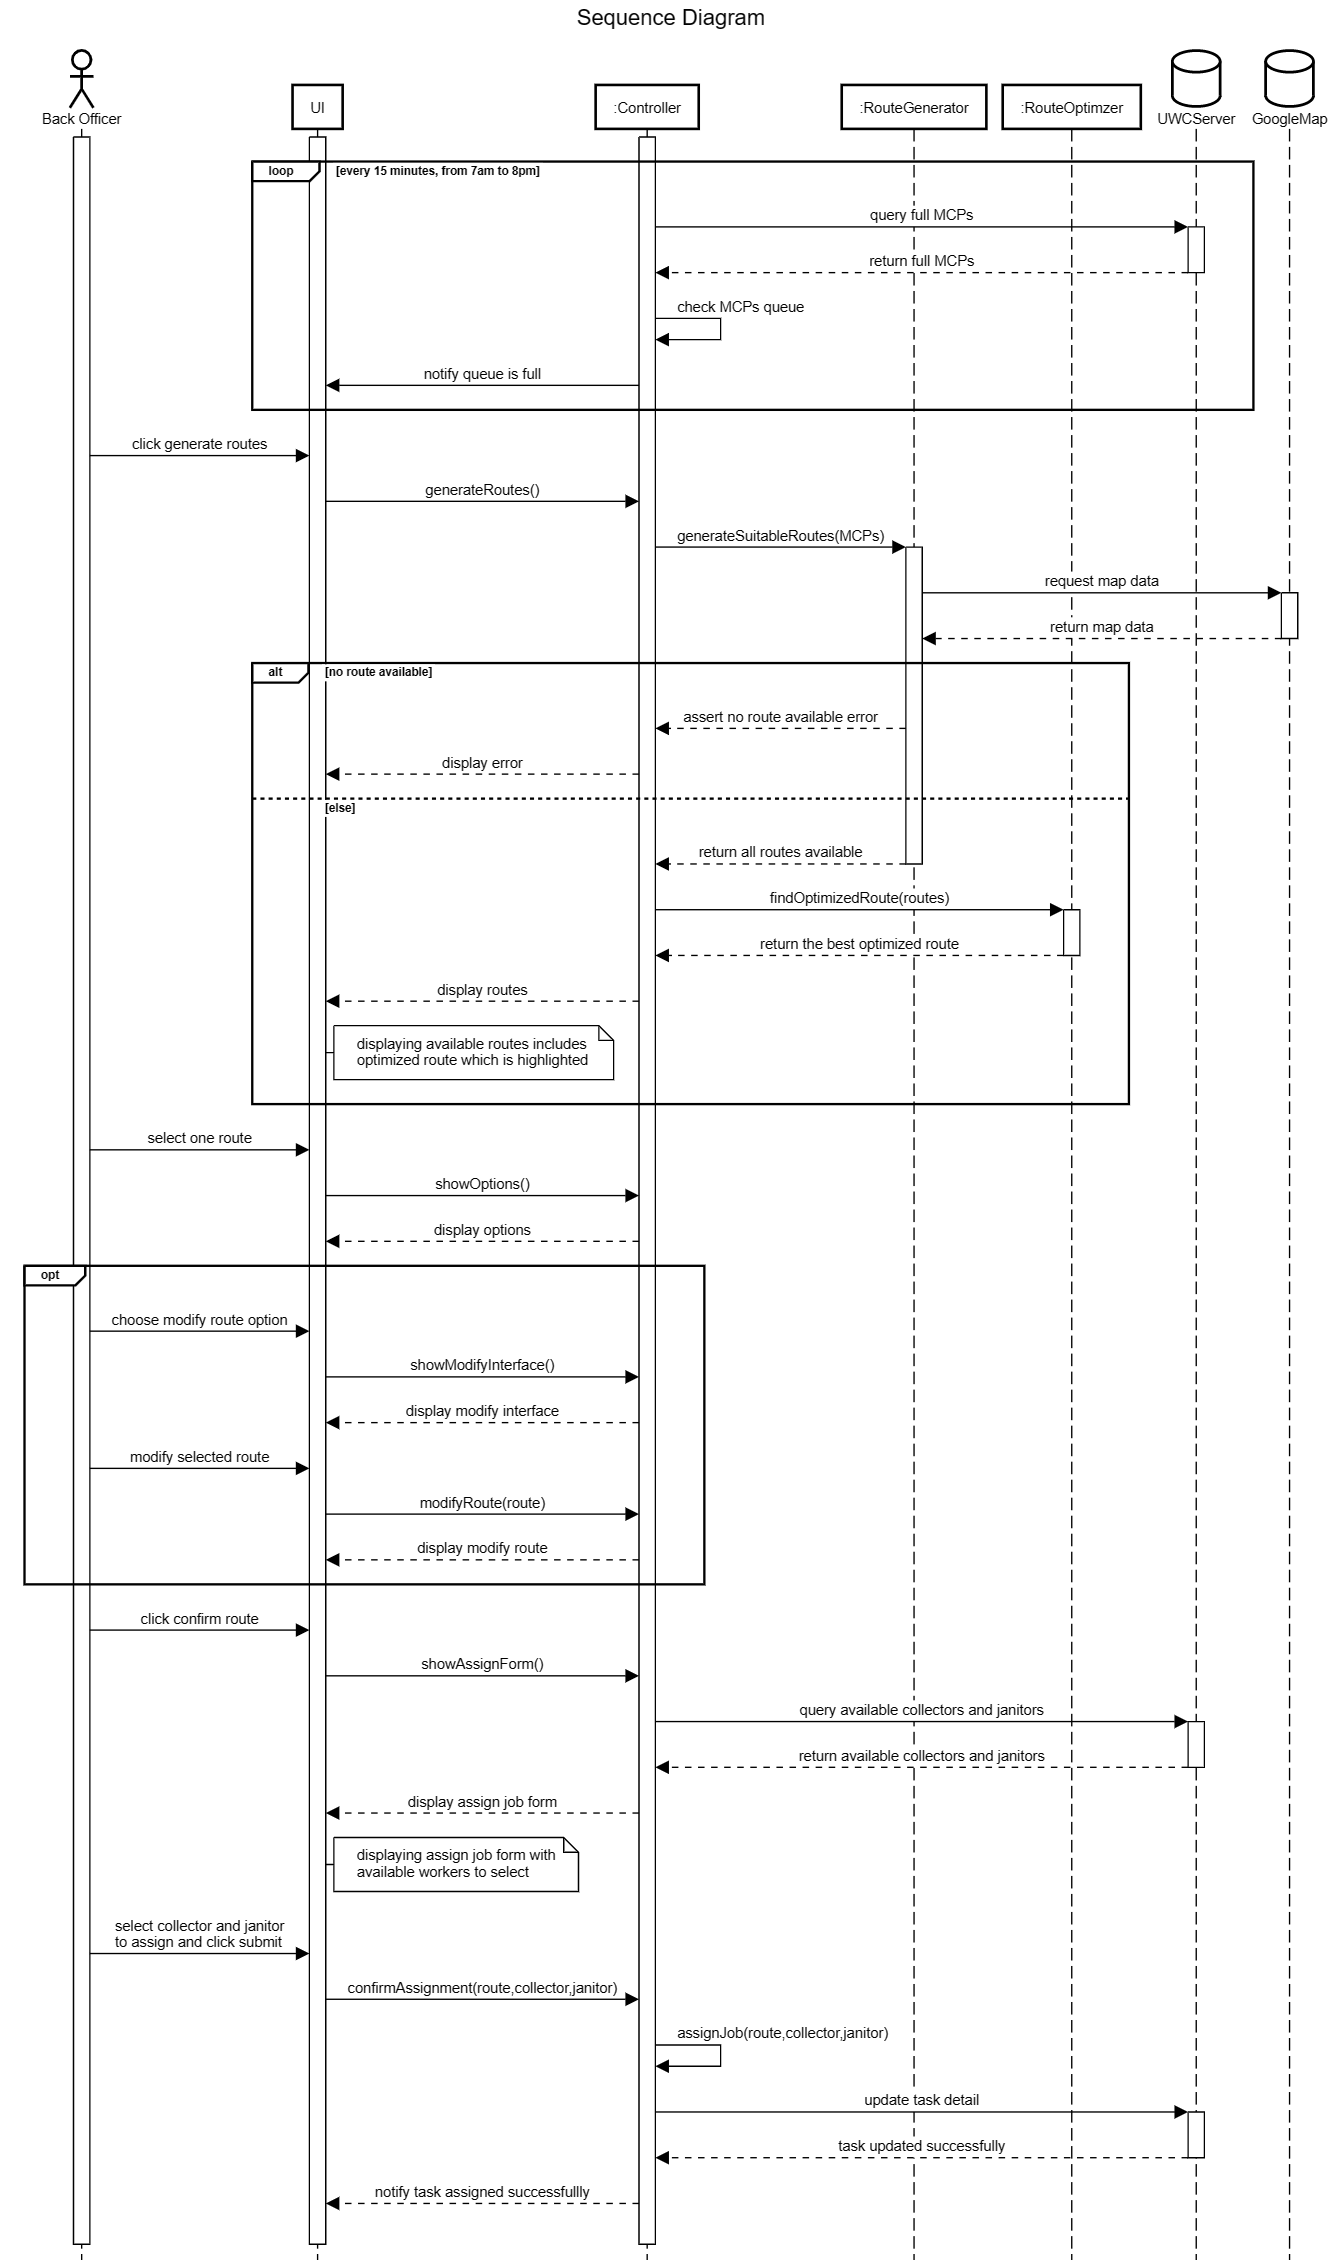 Sequence Diagram
Back Officer
UI
:Controller
:RouteGenerator
:RouteOptimzer
UWCServer
GoogleMap
loop
[every 15 minutes, from 7am to 8pm]
query full MCPs
return full MCPs
check MCPs queue
notify queue is full
click generate routes
generateRoutes()
generateSuitableRoutes(MCPs)
request map data
return map data
alt
[no route available]
assert no route available error
display error
[else]
return all routes available
findOptimizedRoute(routes)
return the best optimized route
display routes
displaying available routes includes
optimized route which is highlighted
select one route
showOptions()
display options
opt
choose modify route option
showModifyInterface()
display modify interface
modify selected route
modifyRoute(route)
display modify route
click confirm route
showAssignForm()
query available collectors and janitors
return available collectors and janitors
display assign job form
displaying assign job form with
available workers to select
select collector and janitor
to assign and click submit
confirmAssignment(route,collector,janitor)
assignJob(route,collector,janitor)
update task detail
task updated successfully
notify task assigned successfullly